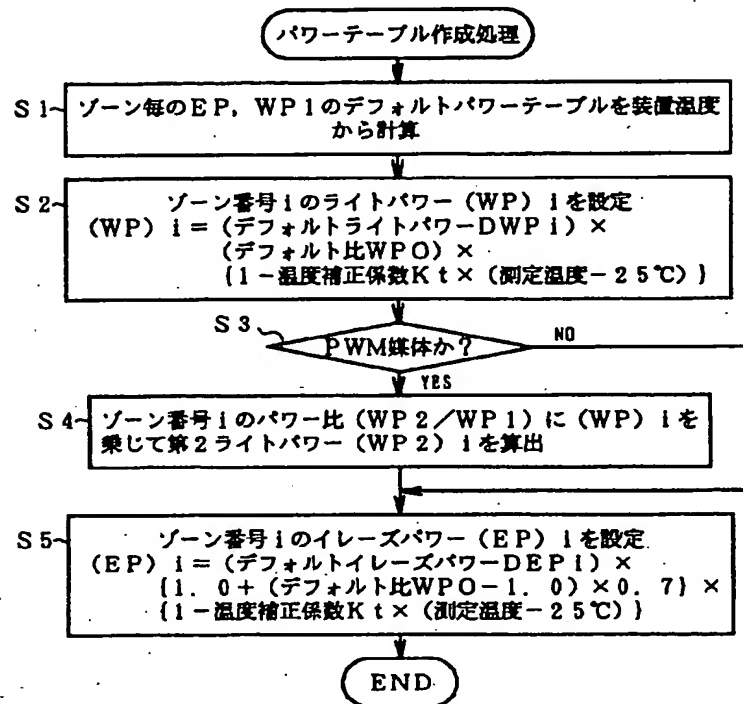 パワーテーブル作成処理
S1
ゾーン毎のEP，WP1のデフォルトパワーテーブルを装置温度
から計算
S2
ゾーン番号iのライトパワー（WP）iを設定
（WP）i＝（デフォルトライトパワーDWPi）×
（デフォルト比WPO）×
{1－温度補正係数Kt×（測定温度－25℃）}
S3
PWM媒体か？
NO
YES
S4
ゾーン番号iのパワー比（WP2／WP1）に（WP）iを
乗じて第2ライトパワー（WP2）iを算出
S5
ゾーン番号iのイレーズパワー（EP）iを設定
（EP）i＝（デフォルトイレーズパワーDEPi）×
{1．0＋（デフォルト比WPO－1．0）×0．7}×
{1－温度補正係数Kt×（測定温度－25℃）}
END